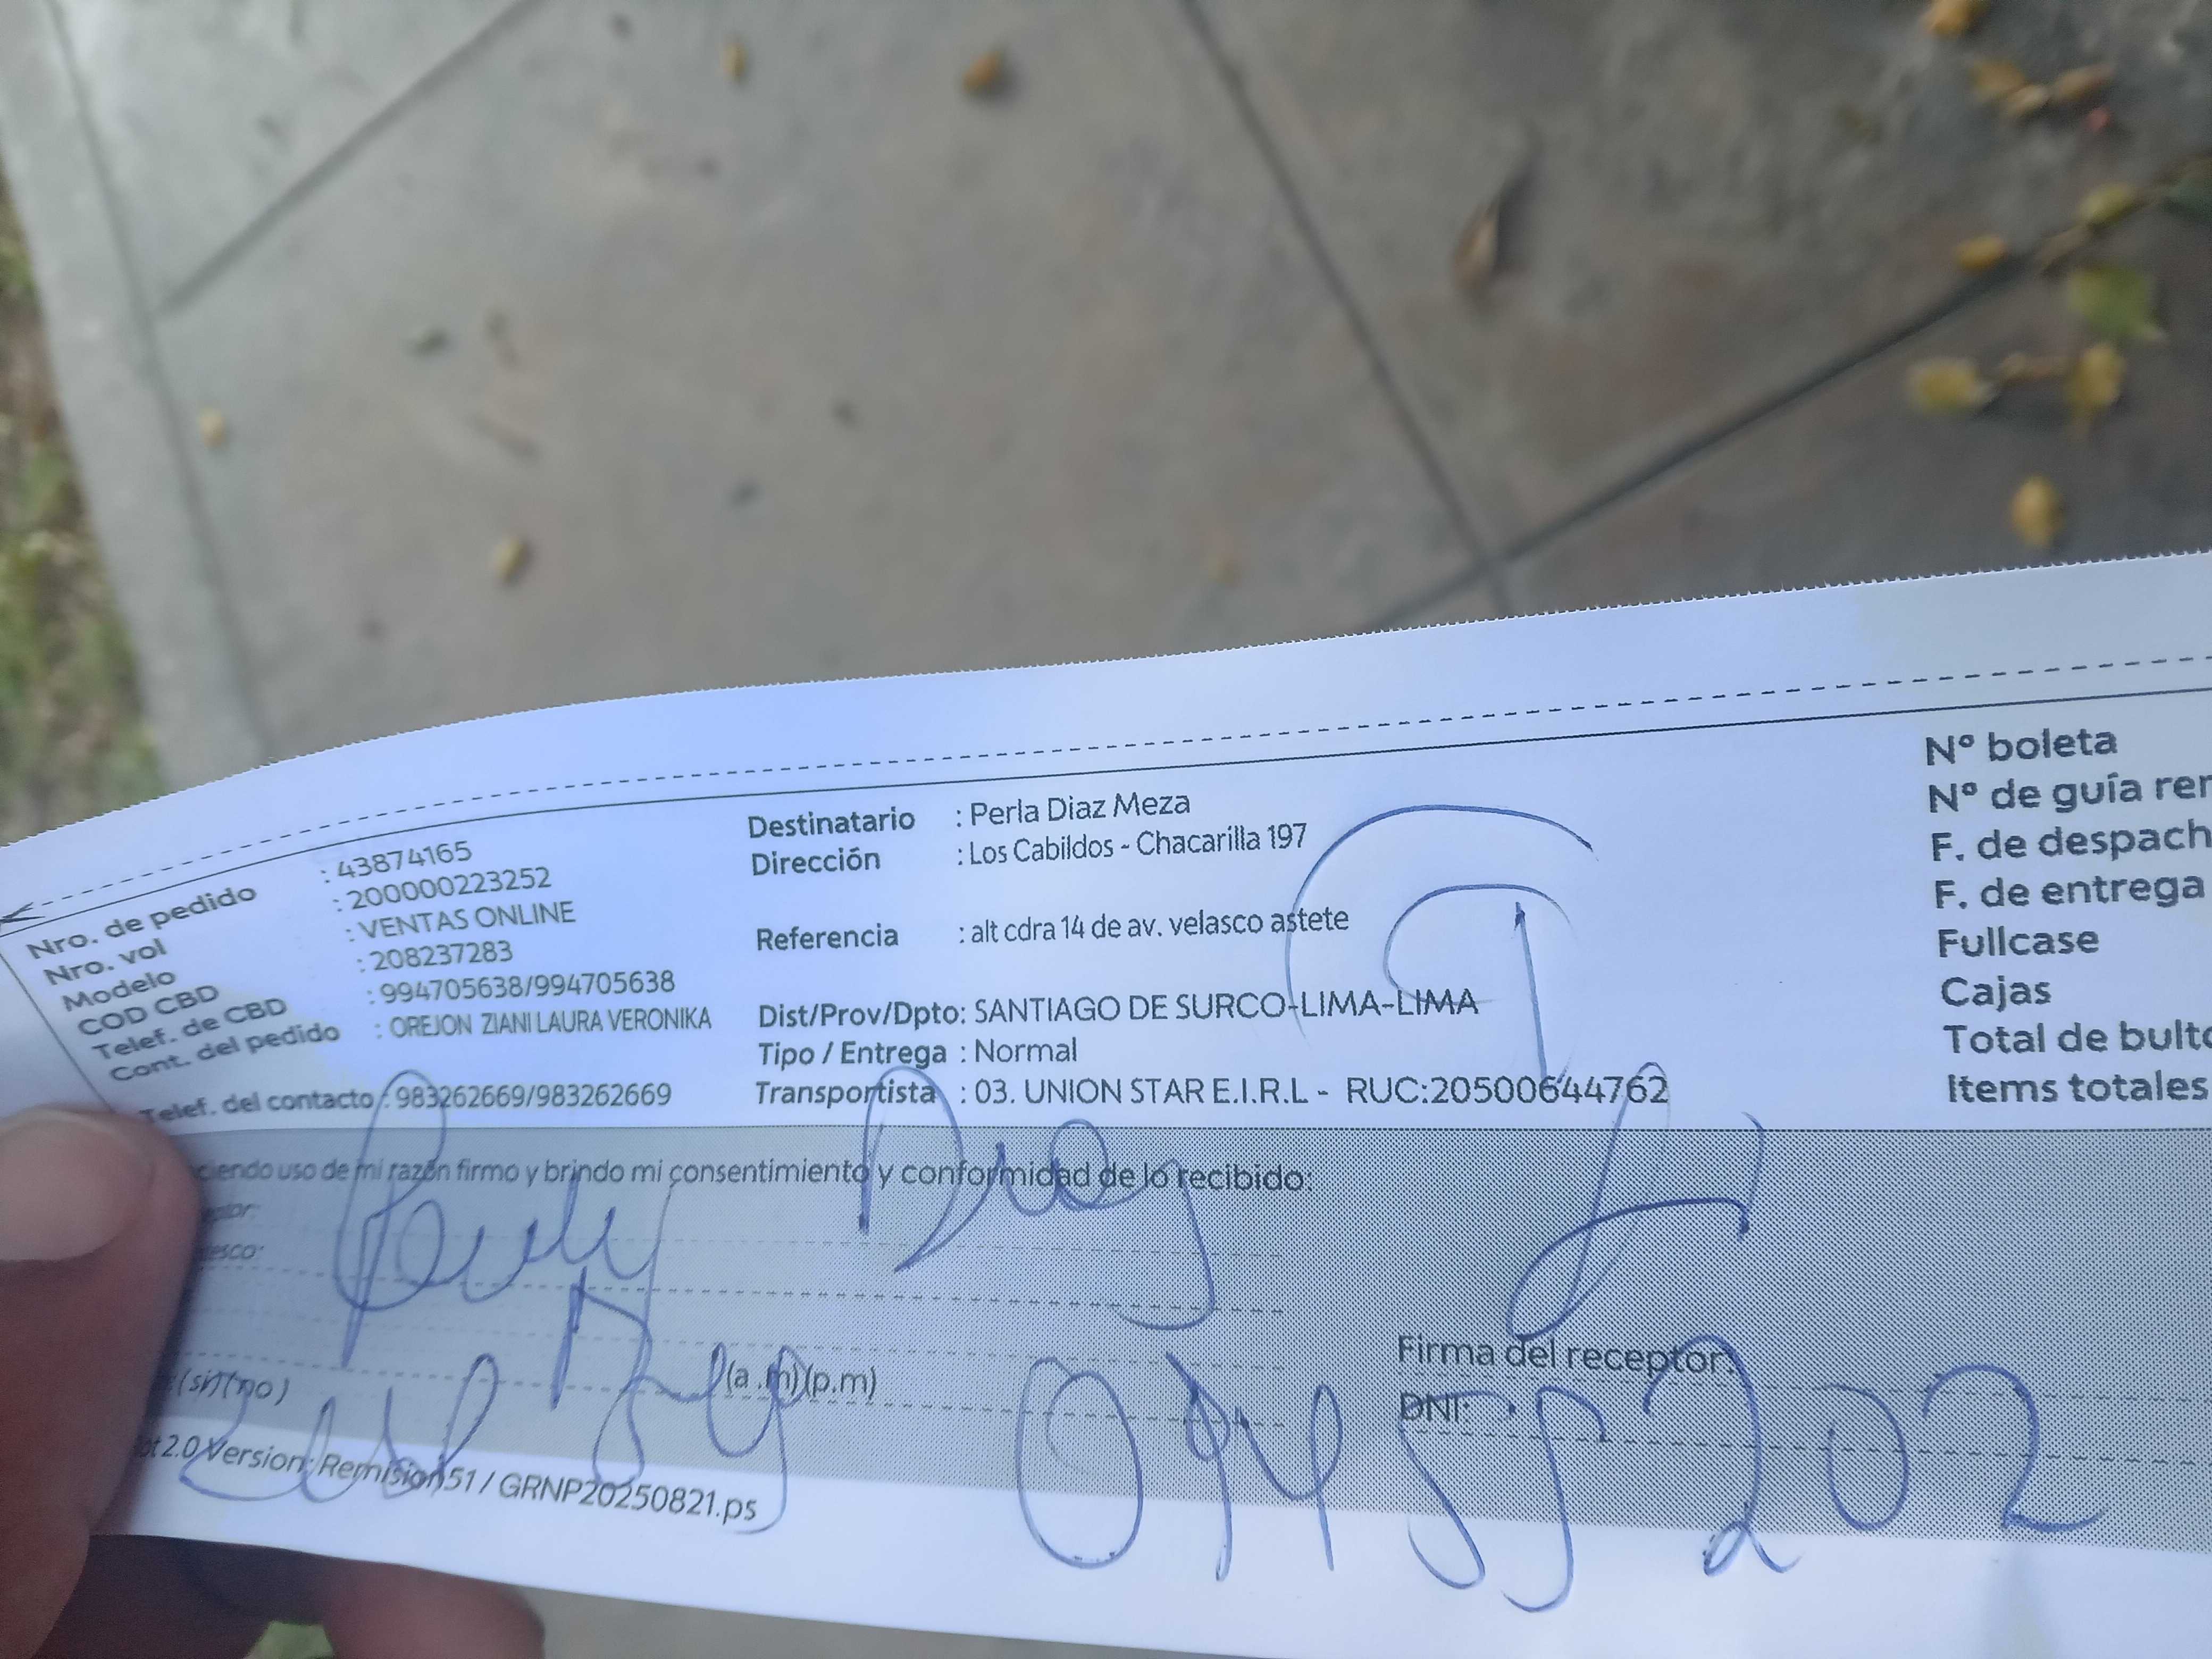 Nro. de pedido : 43874165
Nro. vol : 200000223252
Modelo : VENTAS ONLINE
COD CBD : 208237283
Telef. de CBD : 994705638/994705638
Cont. del pedido : OREJON ZIANI LAURA VERONIKA
Telef. del contacto : 983262669/983262669
Destinatario : Perla Diaz Meza
Dirección : Los Cabildos - Chacarilla 197
Referencia : alt cdra 14 de av. velasco astete
Dist/Prov/Dpto: SANTIAGO DE SURCO-LIMA-LIMA
Tipo / Entrega : Normal
Transportista : 03. UNION STAR E.I.R.L - RUC:20500644762
Nº boleta
Nº de guía rer
F. de despach
F. de entrega
Fullcase
Cajas
Total de bulto
Items totales
ciendo uso de mi razón firmo y brindo mi consentimiento y conformidad de lo recibido:
Diaz
esco:
(si) (no) (a .m)(p.m)
Firma del receptor:
DNI:
ot 2.0 Version: Remision51 / GRNP20250821.ps